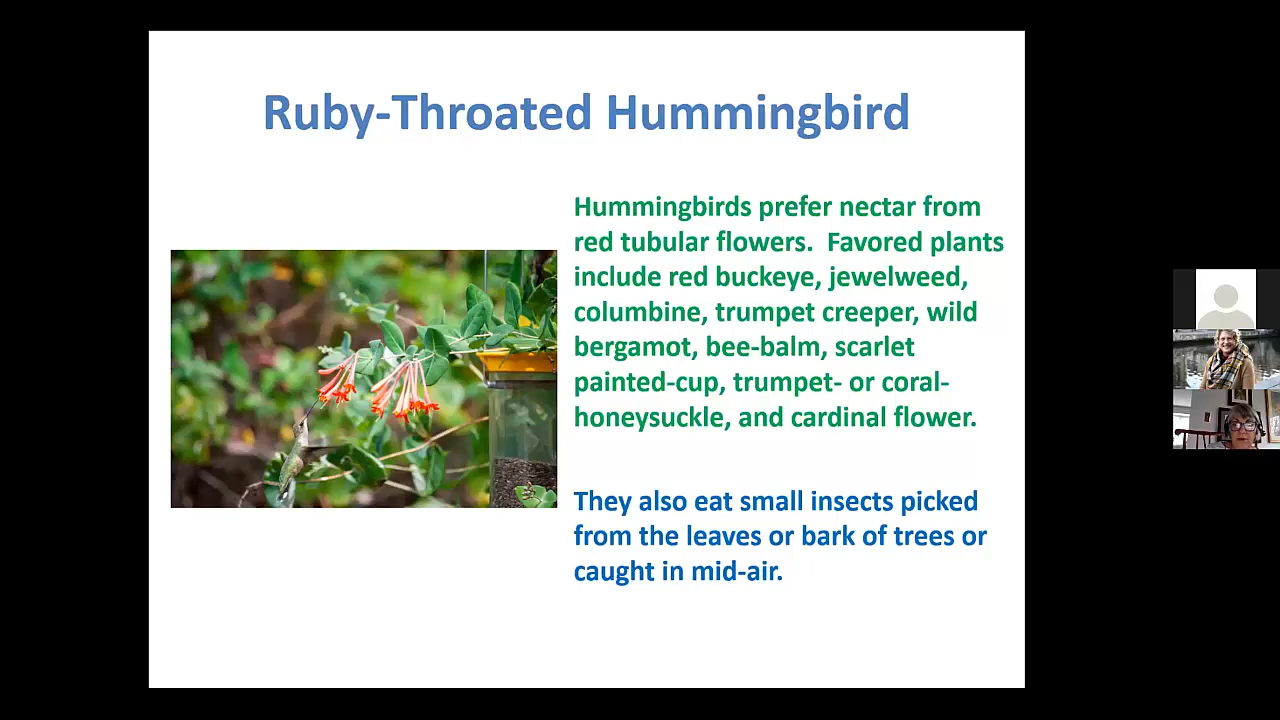 Ruby-Throated Hummingbird
Hummingbirds prefer nectar from
red tubular flowers.  Favored plants
include red buckeye, jewelweed,
columbine, trumpet creeper, wild
bergamot, bee-balm, scarlet
painted-cup, trumpet- or coral-
honeysuckle, and cardinal flower.
They also eat small insects picked
from the leaves or bark of trees or
caught in mid-air.